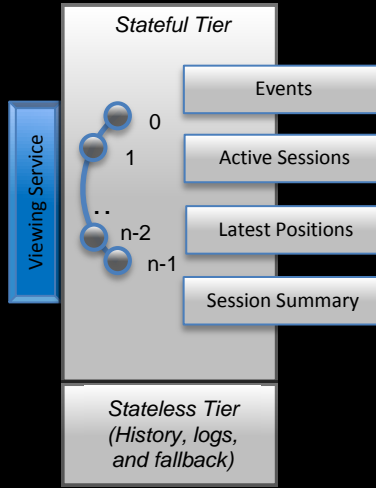 Stateful Tier
Events
0
1
Active Sessions
Viewing Service
..
n-2
Latest Positions
n-1
Session Summary
Stateless Tier
(History, logs,
and fallback)